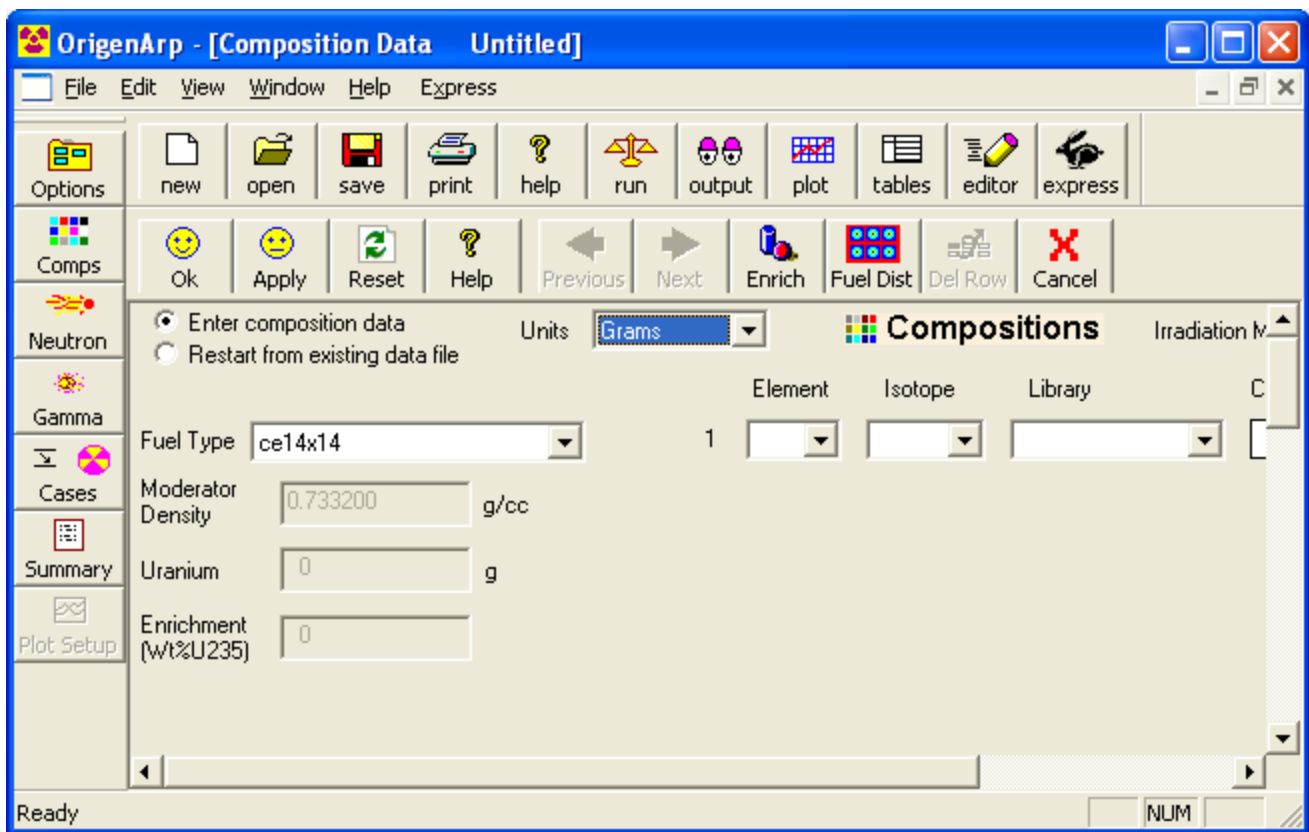 OrigenArp - [Composition Data Untitled]
File Edit View Window Help Express
Options
Comps
Neutron
Gamma
Cases
Summary
Plot Setup
new open save print help run output plot tables editor express
Ok Apply Reset Help Previous Next Enrich Fuel Dist Del Row Cancel
Enter composition data
Restart from existing data file
Units Grams Compositions Irradiation M
Element Isotope Library C
Fuel Type ce14x14 1
Moderator
Density 0.733200 g/cc
Uranium 0 g
Enrichment
(Wt%U235) 0
Ready NUM